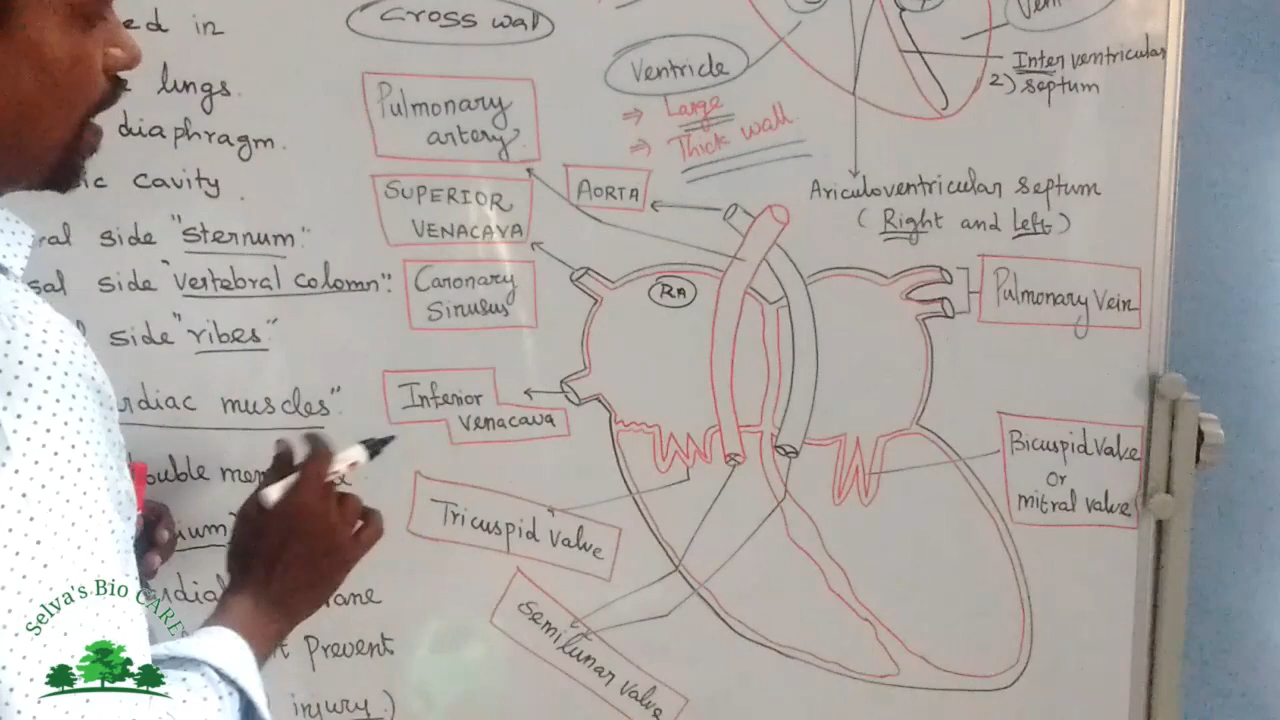 ed in
lungs.
diaphragm.
ic cavity
ral side "sternum".
sal side "vertebral colomn".
side "ribes"
rdiac muscles"
ouble mem
ium
rdial
ane
t Prevent
injury.)
Cross wall
Pulmonary
artery
SUPERIOR
VENACAVA
Caronary
Sinusus
Inferior
venacava
Tricuspid valve
Semilunar valve
Ventricle
⇒ Large
⇒ Thick wall
AORTA
RA
Ven
Inter ventricular
2) septum
Ariculoventricular septum
(Right and Left)
Pulmonary Vein
Bicuspid Valve
or
mitral valve
Selva's Bio CARE